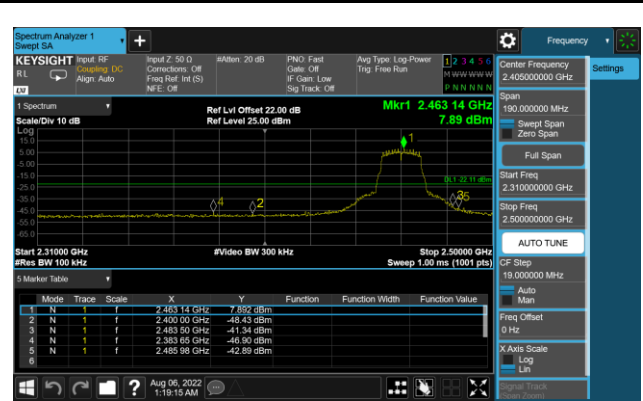 Spectrum Analyzer 1
Swept SA
Frequency
KEYSIGHT
RL
Input: RF
Coupling: DC
Align: Auto
Input Z: 50 Ω
Corrections: Off
Freq Ref: Int (S)
NFE: Off
#Atten: 20 dB
PNO: Fast
Gate: Off
IF Gain: Low
Sig Track: Off
Avg Type: Log-Power
Trig: Free Run
1 2 3 4 5 6
M W W W W W
P N N N N N
LXI
Settings
Center Frequency
2.405000000 GHz
Span
190.000000 MHz
Swept Span
Zero Span
Full Span
Start Freq
2.310000000 GHz
Stop Freq
2.500000000 GHz
AUTO TUNE
CF Step
19.000000 MHz
Auto
Man
Freq Offset
0 Hz
X Axis Scale
Log
Lin
Signal Track
(Span Zoom)
1 Spectrum
Scale/Div 10 dB
Ref Lvl Offset 22.00 dB
Ref Level 25.00 dBm
Mkr1 2.463 14 GHz
7.89 dBm
Log
15.0
5.00
-5.00
-15.0
-25.0
-35.0
-45.0
-55.0
-65.0
1
DL1 -22.11 dBm
4
2
3
5
Start 2.31000 GHz
#Res BW 100 kHz
#Video BW 300 kHz
Stop 2.50000 GHz
Sweep 1.00 ms (1001 pts)
5 Marker Table
Mode Trace Scale X Y Function Function Width Function Value
1 N 1 f 2.463 14 GHz 7.892 dBm
2 N 1 f 2.400 00 GHz -48.43 dBm
3 N 1 f 2.483 50 GHz -41.34 dBm
4 N 1 f 2.383 65 GHz -46.90 dBm
5 N 1 f 2.485 98 GHz -42.89 dBm
6
?
Aug 06, 2022
1:19:15 AM